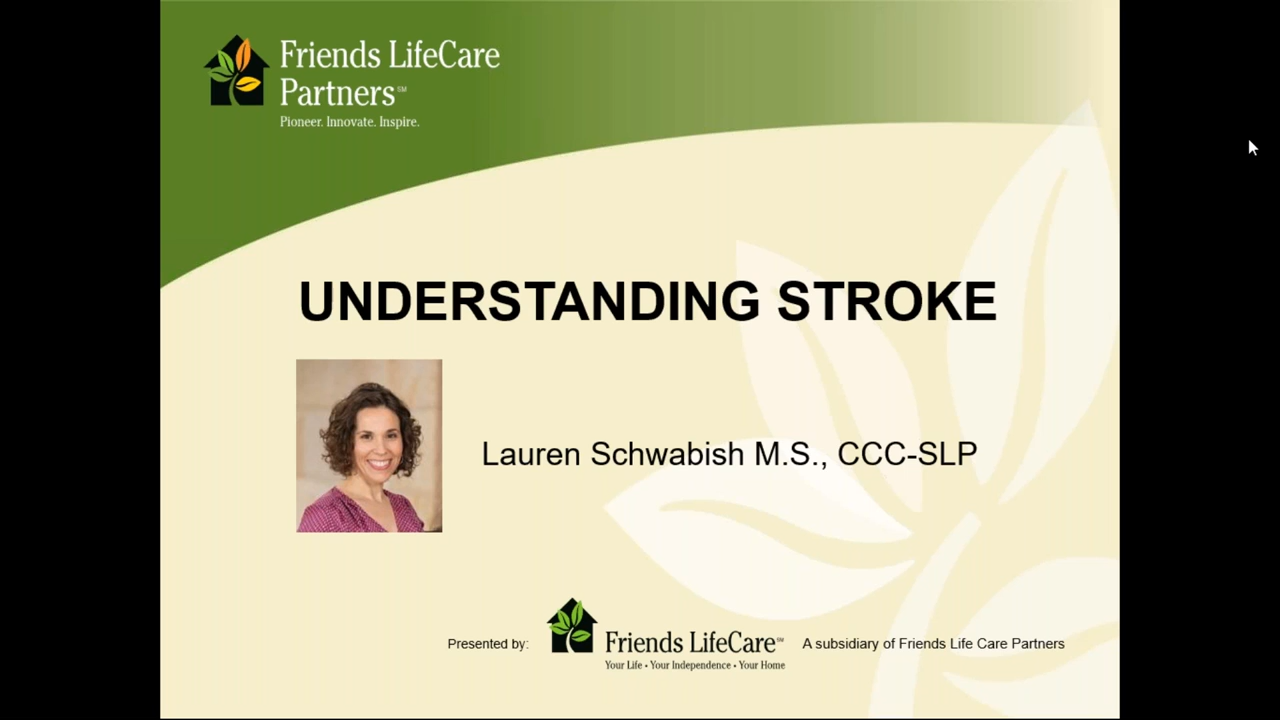 Friends LifeCare
Partners℠
Pioneer. Innovate. Inspire.
UNDERSTANDING STROKE
Lauren Schwabish M.S., CCC-SLP
Presented by:
Friends LifeCare℠
Your Life • Your Independence • Your Home
A subsidiary of Friends Life Care Partners